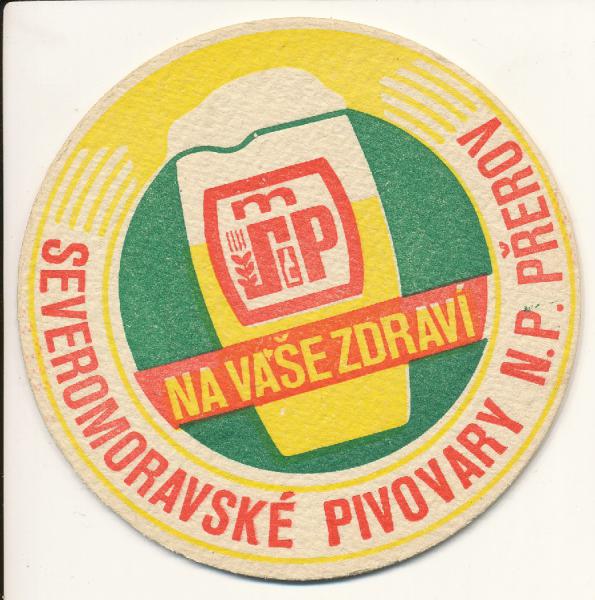 NA VAŠE ZDRAVÍ
SEVEROMORAVSKÉ PIVOVARY N.P. PŘEROV